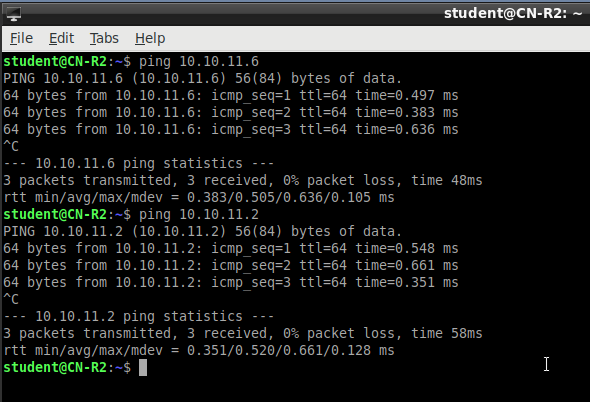 student@CN-R2: ~
File Edit Tabs Help
student@CN-R2:~$ ping 10.10.11.6
PING 10.10.11.6 (10.10.11.6) 56(84) bytes of data.
64 bytes from 10.10.11.6: icmp_seq=1 ttl=64 time=0.497 ms
64 bytes from 10.10.11.6: icmp_seq=2 ttl=64 time=0.383 ms
64 bytes from 10.10.11.6: icmp_seq=3 ttl=64 time=0.636 ms
^C
--- 10.10.11.6 ping statistics ---
3 packets transmitted, 3 received, 0% packet loss, time 48ms
rtt min/avg/max/mdev = 0.383/0.505/0.636/0.105 ms
student@CN-R2:~$ ping 10.10.11.2
PING 10.10.11.2 (10.10.11.2) 56(84) bytes of data.
64 bytes from 10.10.11.2: icmp_seq=1 ttl=64 time=0.548 ms
64 bytes from 10.10.11.2: icmp_seq=2 ttl=64 time=0.661 ms
64 bytes from 10.10.11.2: icmp_seq=3 ttl=64 time=0.351 ms
^C
--- 10.10.11.2 ping statistics ---
3 packets transmitted, 3 received, 0% packet loss, time 58ms
rtt min/avg/max/mdev = 0.351/0.520/0.661/0.128 ms
student@CN-R2:~$